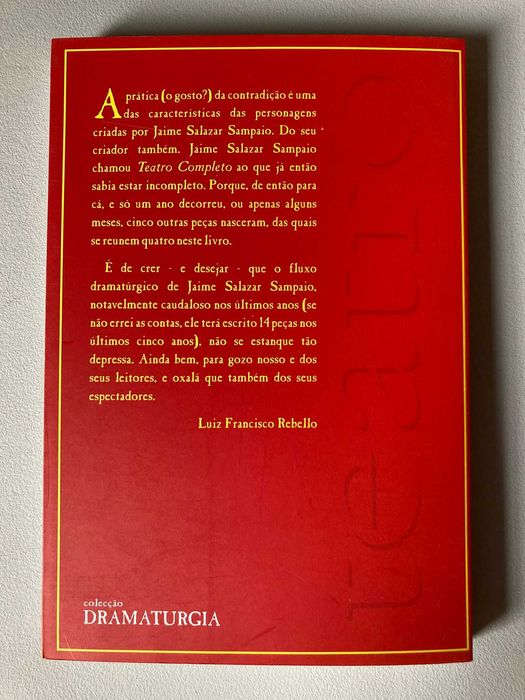 A prática (o gosto?) da contradição é uma
das características das personagens
criadas por Jaime Salazar Sampaio. Do seu
criador também. Jaime Salazar Sampaio
chamou Teatro Completo ao que já então
sabia estar incompleto. Porque, de então para
cá, e só um ano decorreu, ou apenas alguns
meses, cinco outras peças nasceram, das quais
se reunem quatro neste livro.
É de crer - e desejar - que o fluxo
dramatúrgico de Jaime Salazar Sampaio,
notavelmente caudaloso nos últimos anos (se
não errei as contas, ele terá escrito 14 peças nos
últimos cinco anos), não se estanque tão
depressa. Ainda bem, para gozo nosso e dos
seus leitores, e oxalá que também dos seus
espectadores.
Luiz Francisco Rebello
teatro
colecção
DRAMATURGIA